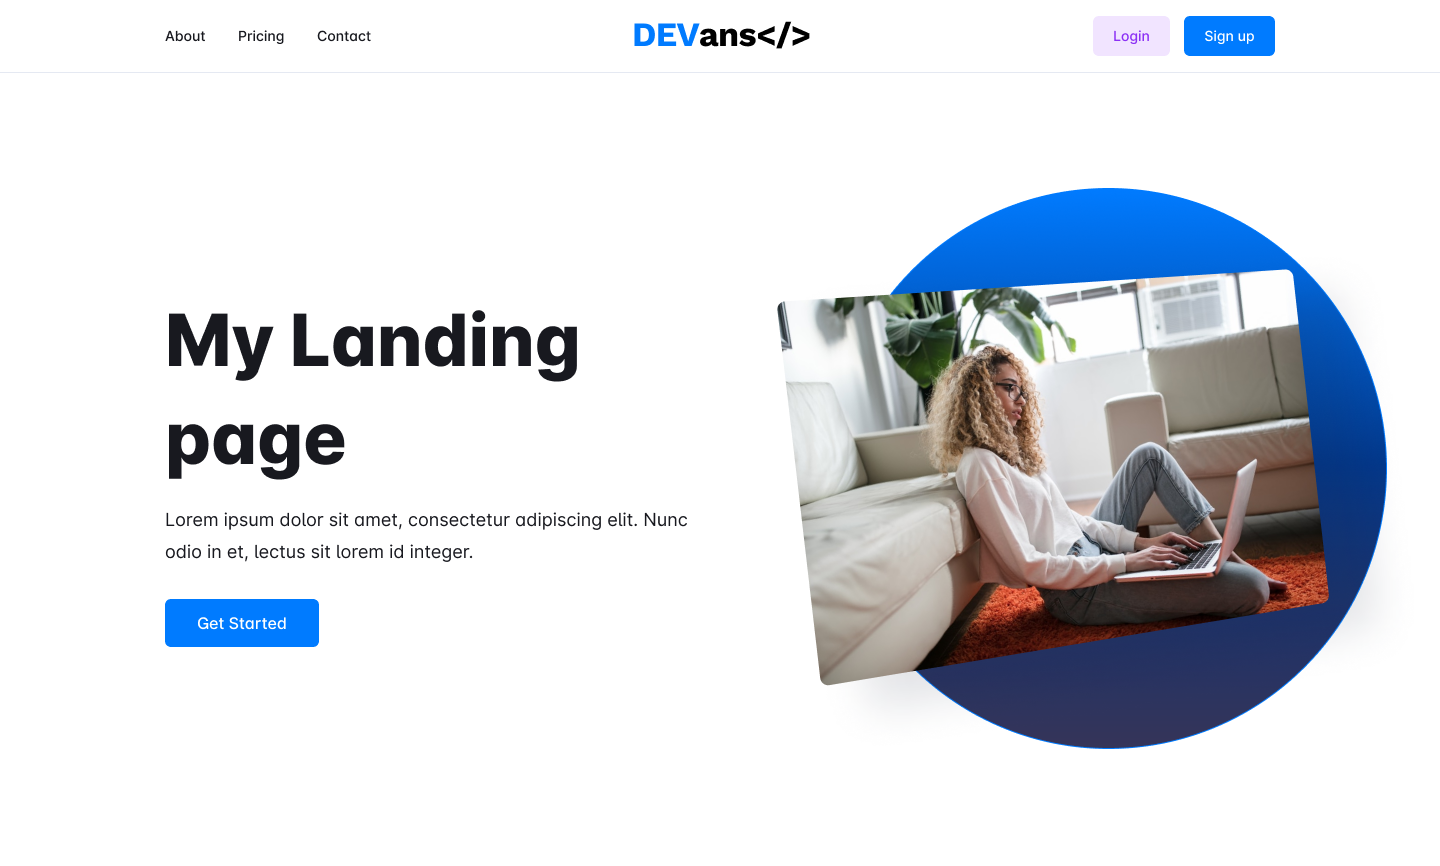 About Pricing Contact DEVans</> Login Sign up
My Landing
page
Lorem ipsum dolor sit amet, consectetur adipiscing elit. Nunc
odio in et, lectus sit lorem id integer.
Get Started